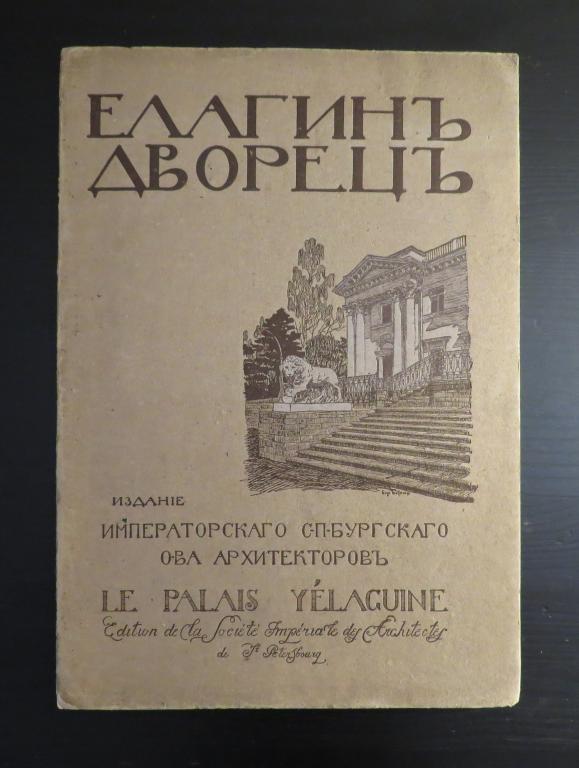 ЕЛАГИНЪ
ДВОРЕЦЪ
ИЗДАНІЕ
ИМПЕРАТОРСКАГО С-П-БУРГСКАГО
О-ВА АРХИТЕКТОРОВЪ
LE PALAIS YÉLAGUINE
Edition de la Société Impériale des Architectes
de St Petersbourg